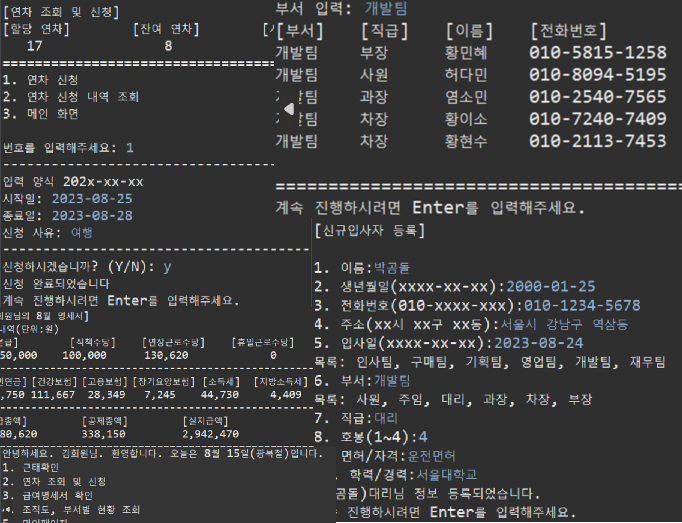 [연차 조회 및 신청]
[할당 연차] [잔여 연차]
17 8
1. 연차 신청
2. 연차 신청 내역 조회
3. 메인 화면
번호를 입력해주세요: 1
입력 양식 202x-xx-xx
시작일: 2023-08-25
종료일: 2023-08-28
신청 사유: 여행
신청하시겠습니까? (Y/N): y
신청 완료되었습니다
계속 진행하시려면 Enter를 입력해주세요.
회원님의 8월 명세서]
내역(단위:원)
[직책수당] [연장근로수당] [휴일근로수당]
50,000 100,000 130,620 0
[건강보험] [고용보험] [장기요양보험] [소득세] [지방소득세]
,750 111,667 28,349 7,245 44,730 4,409
[공제총액] [실지급액]
80,620 338,150 2,942,470
안녕하세요. 김회원님. 환영합니다. 오늘은 8월 15일(광복절)입니다.
1. 근태확인
2. 연차 조회 및 신청
3. 급여명세서 확인
조직도, 부서별 현황 조회
부서 입력: 개발팀
[부서] [직급] [이름] [전화번호]
개발팀 부장 황민혜 010-5815-1258
개발팀 사원 허다민 010-8094-5195
팀 과장 염소민 010-2540-7565
팀 차장 황이소 010-7240-7409
개발팀 차장 황현수 010-2113-7453
계속 진행하시려면 Enter를 입력해주세요.
[신규입사자 등록]
1. 이름:박곰돌
2. 생년월일(xxxx-xx-xx):2000-01-25
3. 전화번호(010-xxxx-xxx):010-1234-5678
4. 주소(xx시 xx구 xx동):서울시 강남구 역삼동
5. 입사일(xxxx-xx-xx):2023-08-24
목록: 인사팀, 구매팀, 기획팀, 영업팀, 개발팀, 재무팀
6. 부서:개발팀
목록: 사원, 주임, 대리, 과장, 차장, 부장
7. 직급:대리
8. 호봉(1~4):4
면허/자격:운전면허
. 학력/경력:서울대학교
곰돌)대리님 정보 등록되었습니다.
진행하시려면 Enter를 입력해주세요.